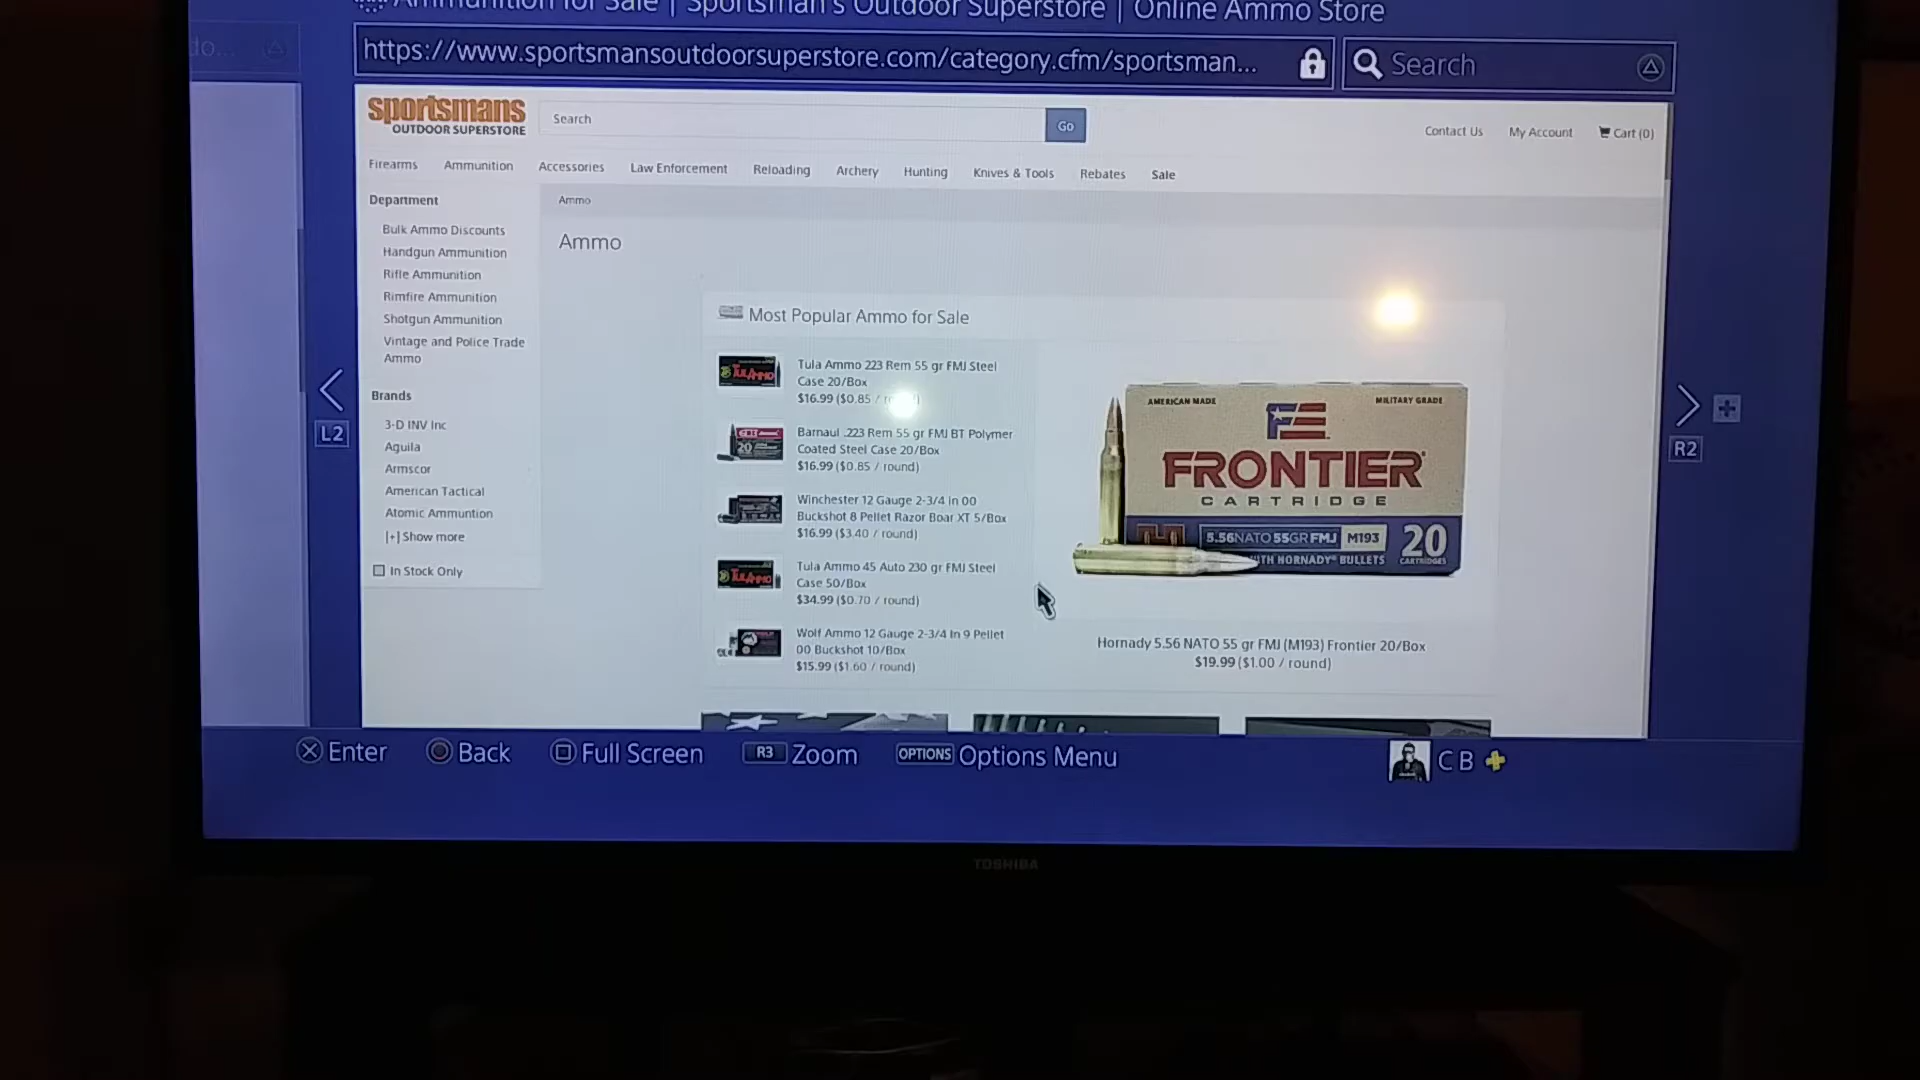 Ammunition for Sale | Sportsman's Outdoor Superstore | Online Ammo Store
do...
https://www.sportsmansoutdoorsuperstore.com/category.cfm/sportsman...
Search
sportsmans
OUTDOOR SUPERSTORE
Search
Go
Contact Us
My Account
Cart (0)
Firearms
Ammunition
Accessories
Law Enforcement
Reloading
Archery
Hunting
Knives & Tools
Rebates
Sale
Department
Bulk Ammo Discounts
Handgun Ammunition
Rifle Ammunition
Rimfire Ammunition
Shotgun Ammunition
Vintage and Police Trade
Ammo
Brands
3-D INV Inc
Aguila
Armscor
American Tactical
Atomic Ammuntion
[+] Show more
In Stock Only
Ammo
Ammo
Most Popular Ammo for Sale
TulAmmo
Tula Ammo 223 Rem 55 gr FMJ Steel
Case 20/Box
$16.99 ($0.85 /
20
Barnaul .223 Rem 55 gr FMJ BT Polymer
Coated Steel Case 20/Box
$16.99 ($0.85 / round)
Winchester 12 Gauge 2-3/4 In 00
Buckshot 8 Pellet Razor Boar XT 5/Box
$16.99 ($3.40 / round)
TulAmmo
Tula Ammo 45 Auto 230 gr FMJ Steel
Case 50/Box
$34.99 ($0.70 / round)
Wolf Ammo 12 Gauge 2-3/4 In 9 Pellet
00 Buckshot 10/Box
$15.99 ($1.60 / round)
AMERICAN MADE
MILITARY GRADE
FRONTIER
CARTRIDGE
5.56 NATO 55GR FMJ M193
20
CARTRIDGES
WITH HORNADY® BULLETS
Hornady 5.56 NATO 55 gr FMJ (M193) Frontier 20/Box
$19.99 ($1.00 / round)
L2
R2
Enter
Back
Full Screen
R3 Zoom
OPTIONS Options Menu
C B
TOSHIBA